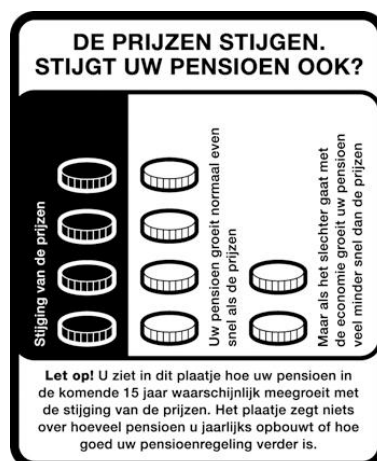 DE PRIJZEN STIJGEN.
STIJGT UW PENSIOEN OOK?
Stijging van de prijzen
Uw pensioen groeit normaal even
snel als de prijzen
Maar als het slechter gaat met
de economie groeit uw pensioen
veel minder snel dan de prijzen
Let op! U ziet in dit plaatje hoe uw pensioen in
de komende 15 jaar waarschijnlijk meegroeit met
de stijging van de prijzen. Het plaatje zegt niets
over hoeveel pensioen u jaarlijks opbouwt of hoe
goed uw pensioenregeling verder is.